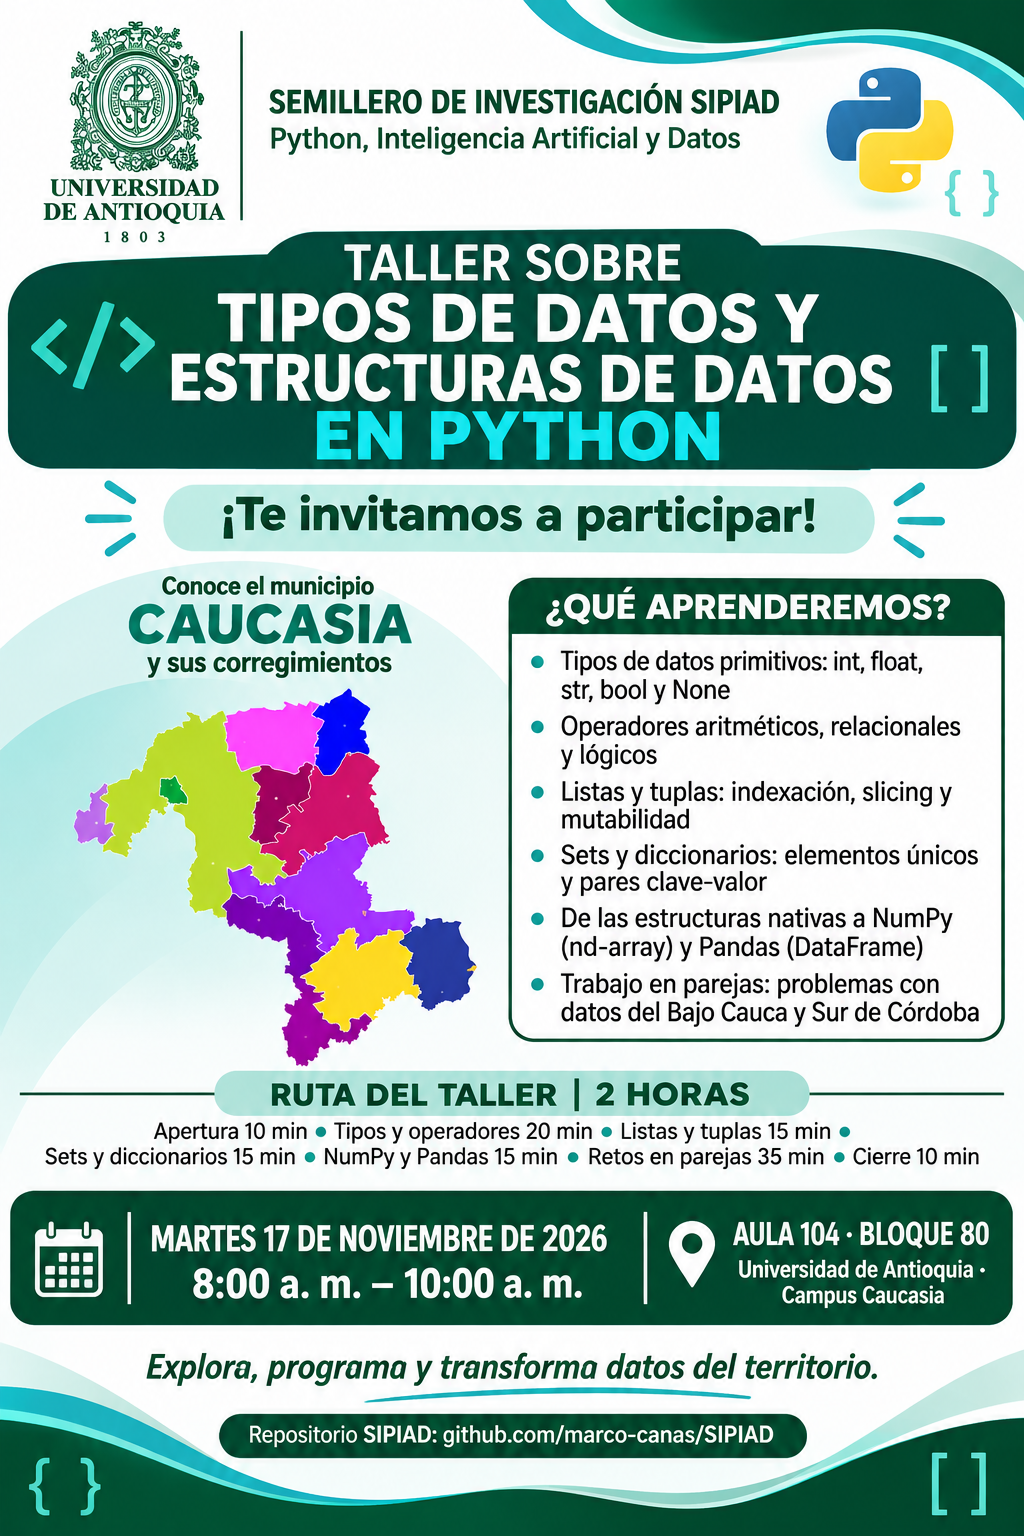 UNIVERSIDAD
DE ANTIOQUIA
1803
SEMILLERO DE INVESTIGACIÓN SIPIAD
Python, Inteligencia Artificial y Datos
{ }
TALLER SOBRE
TIPOS DE DATOS Y
ESTRUCTURAS DE DATOS
EN PYTHON
</>
[ ]
¡Te invitamos a participar!
Conoce el municipio
CAUCASIA
y sus corregimientos
¿QUÉ APRENDEREMOS?
• Tipos de datos primitivos: int, float,
str, bool y None
• Operadores aritméticos, relacionales
y lógicos
• Listas y tuplas: indexación, slicing y
mutabilidad
• Sets y diccionarios: elementos únicos
y pares clave-valor
• De las estructuras nativas a NumPy
(nd-array) y Pandas (DataFrame)
• Trabajo en parejas: problemas con
datos del Bajo Cauca y Sur de Córdoba
RUTA DEL TALLER | 2 HORAS
Apertura 10 min • Tipos y operadores 20 min • Listas y tuplas 15 min •
Sets y diccionarios 15 min • NumPy y Pandas 15 min • Retos en parejas 35 min • Cierre 10 min
MARTES 17 DE NOVIEMBRE DE 2026
8:00 a. m. – 10:00 a. m.
AULA 104 · BLOQUE 80
Universidad de Antioquia ·
Campus Caucasia
Explora, programa y transforma datos del territorio.
Repositorio SIPIAD: github.com/marco-canas/SIPIAD
{ }
[ ]